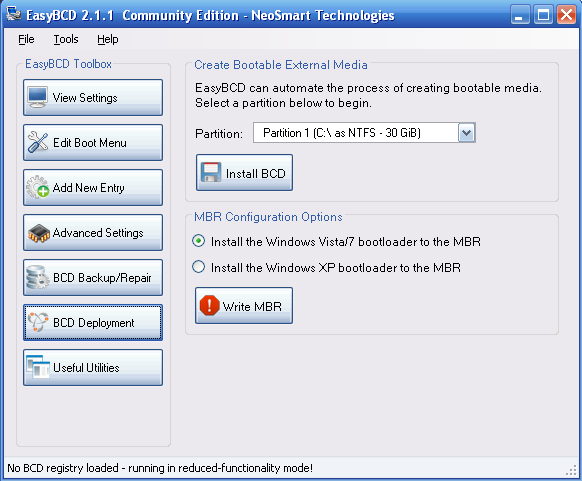 EasyBCD 2.1.1 Community Edition - NeoSmart Technologies
File Tools Help
EasyBCD Toolbox
View Settings
Edit Boot Menu
Add New Entry
Advanced Settings
BCD Backup/Repair
BCD Deployment
Useful Utilities
Create Bootable External Media
EasyBCD can automate the process of creating bootable media.
Select a partition below to begin.
Partition: Partition 1 (C:\ as NTFS - 30 GiB)
Install BCD
MBR Configuration Options
Install the Windows Vista/7 bootloader to the MBR
Install the Windows XP bootloader to the MBR
Write MBR
No BCD registry loaded - running in reduced-functionality mode!